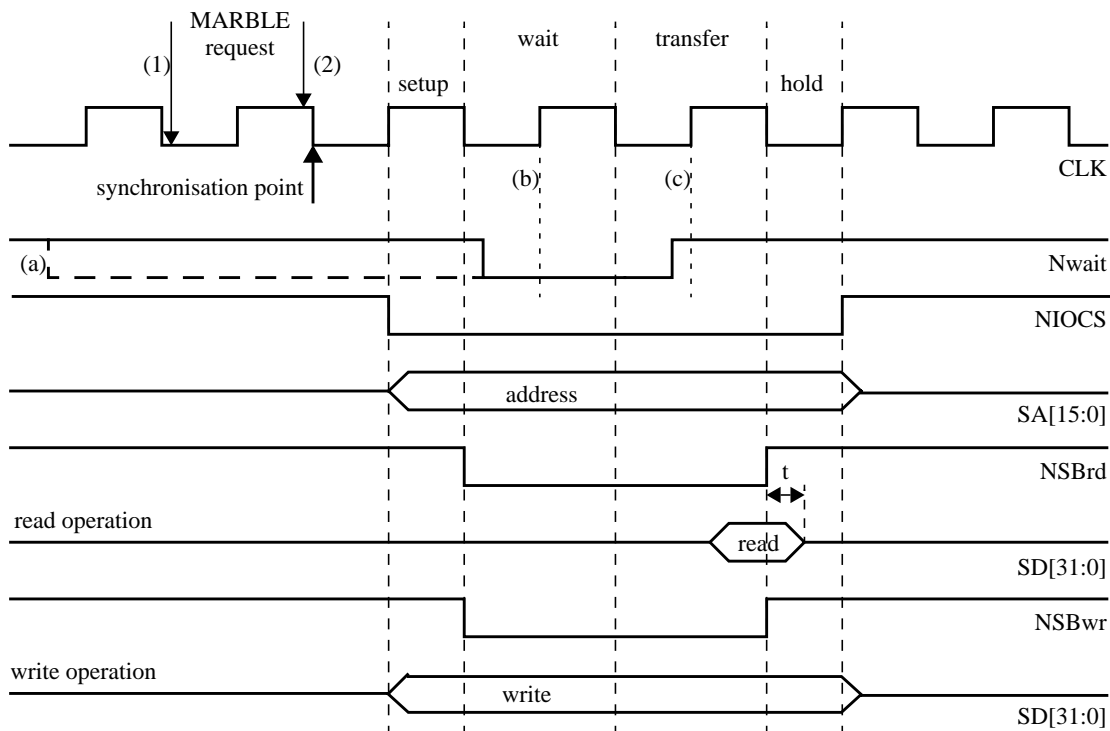 MARBLE
request
wait
transfer
(1)
(2)
setup
hold
CLK
synchronisation point
(b)
(c)
(a)
Nwait
NIOCS
address
SA[15:0]
NSBrd
t
read operation
read
SD[31:0]
NSBwr
write operation
write
SD[31:0]